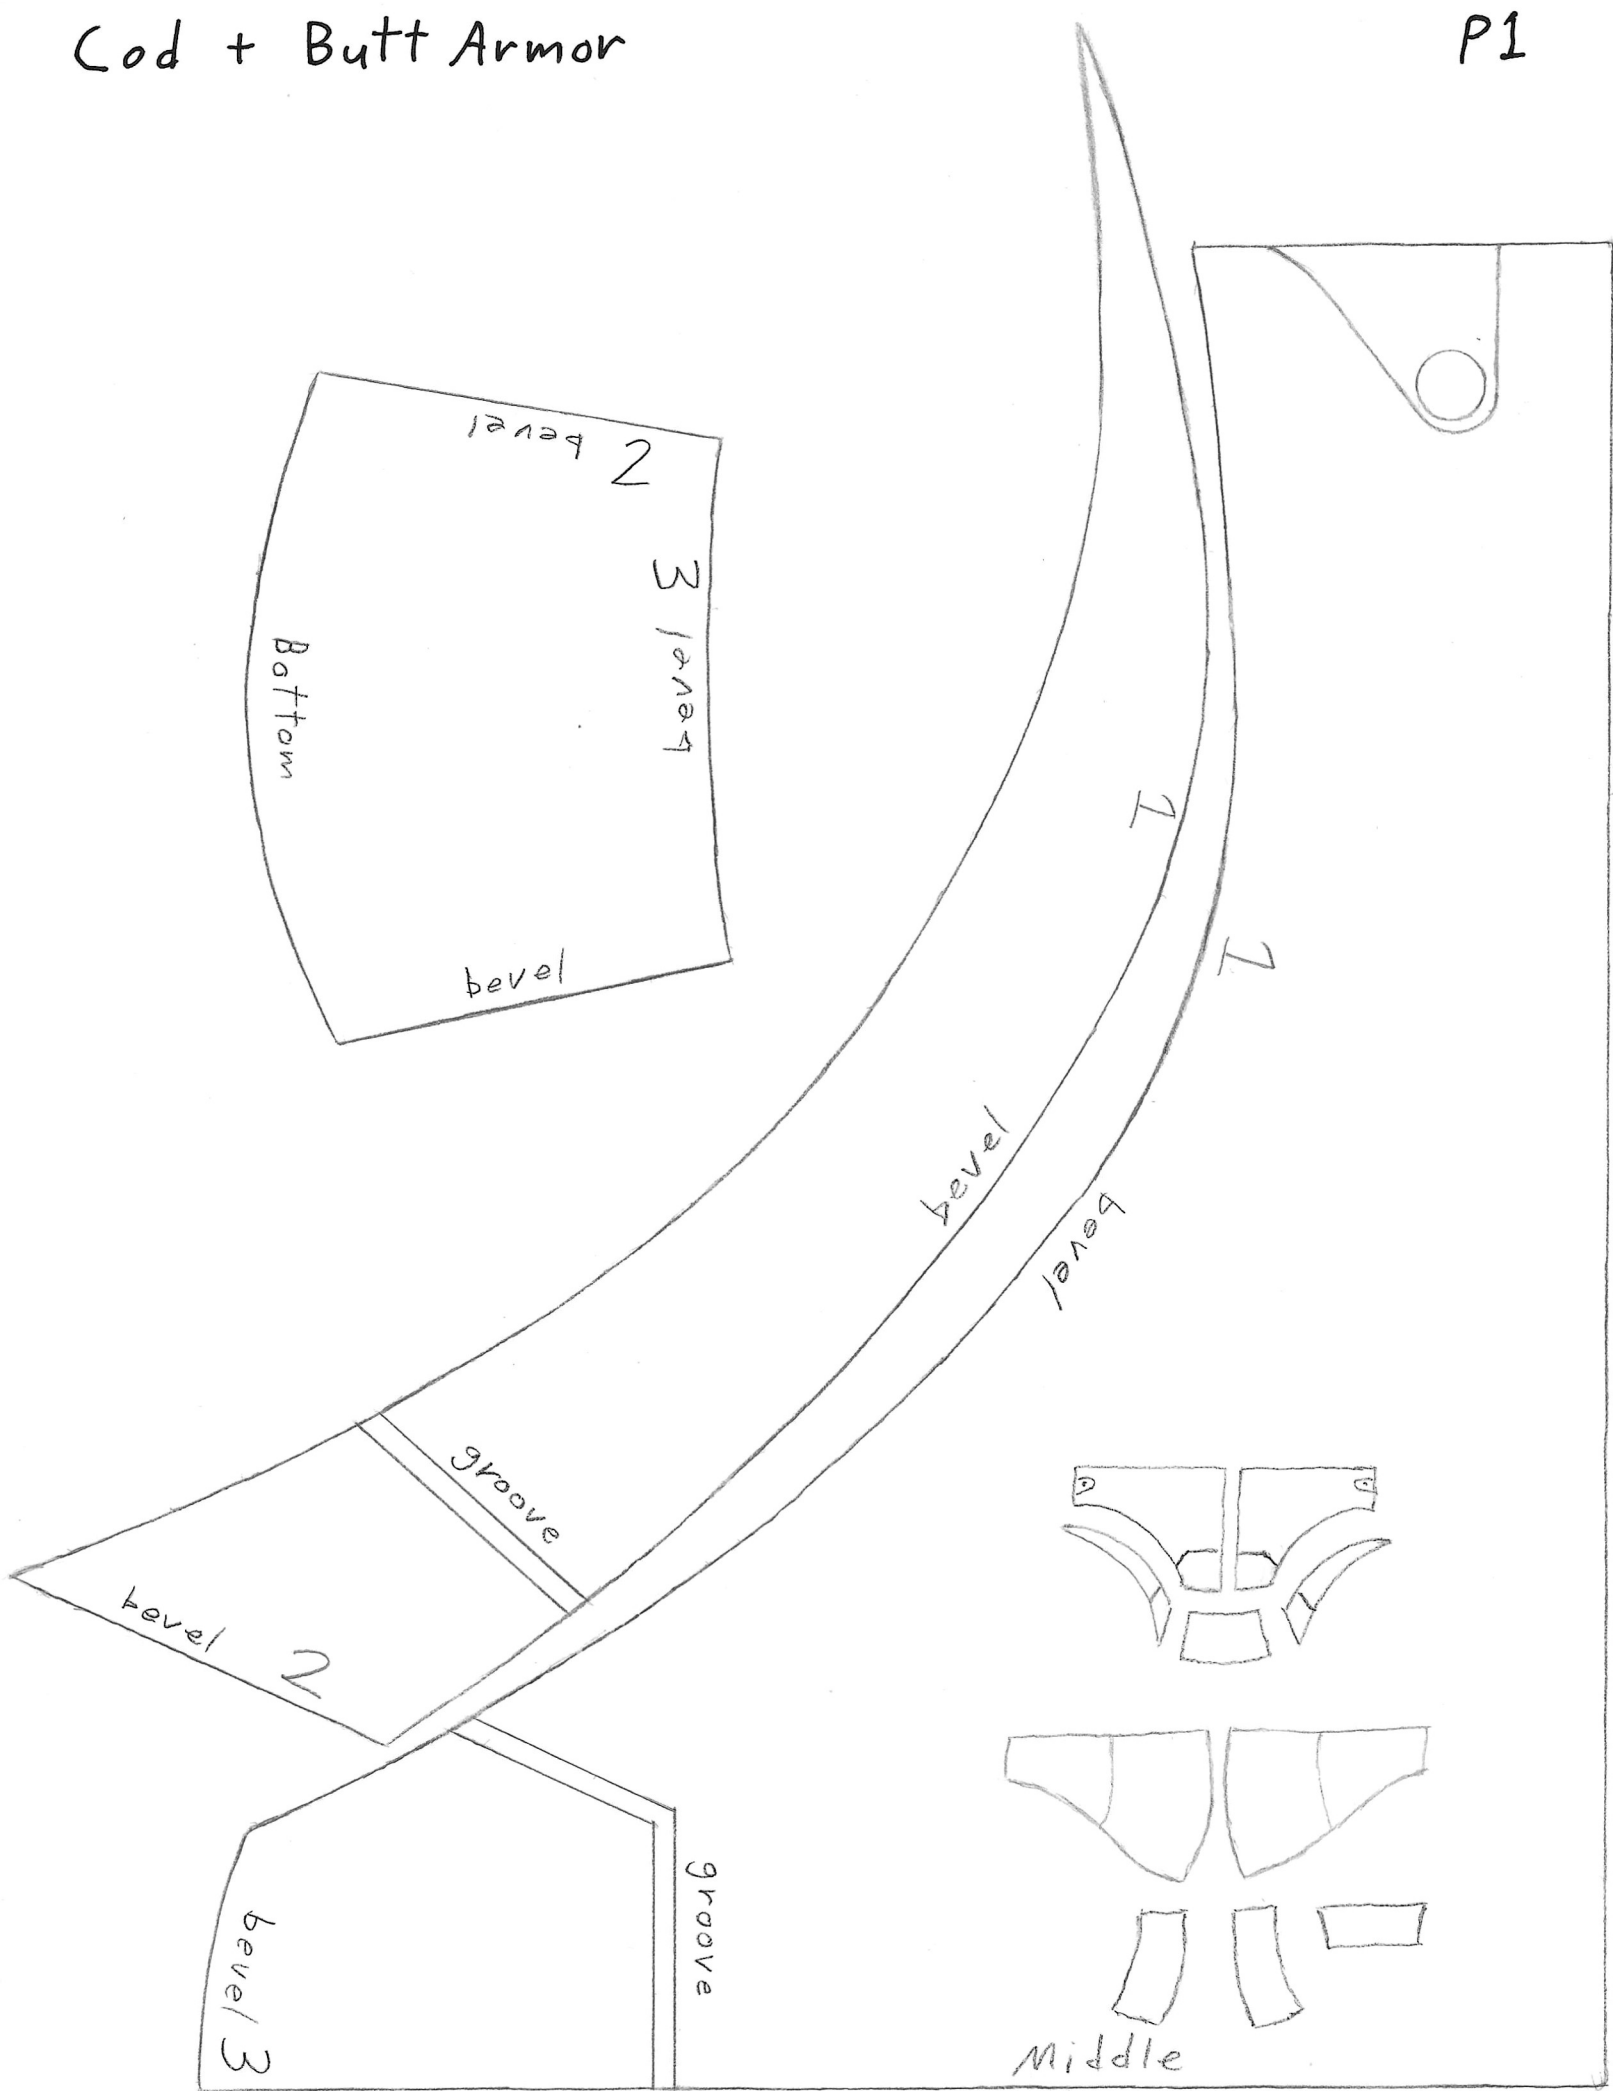 Cod + Butt Armor
P1
bevel 2
3 bevel
Bottom
bevel
1
1
bevel
bevel
groove
bevel 2
groove
bevel 3
Middle